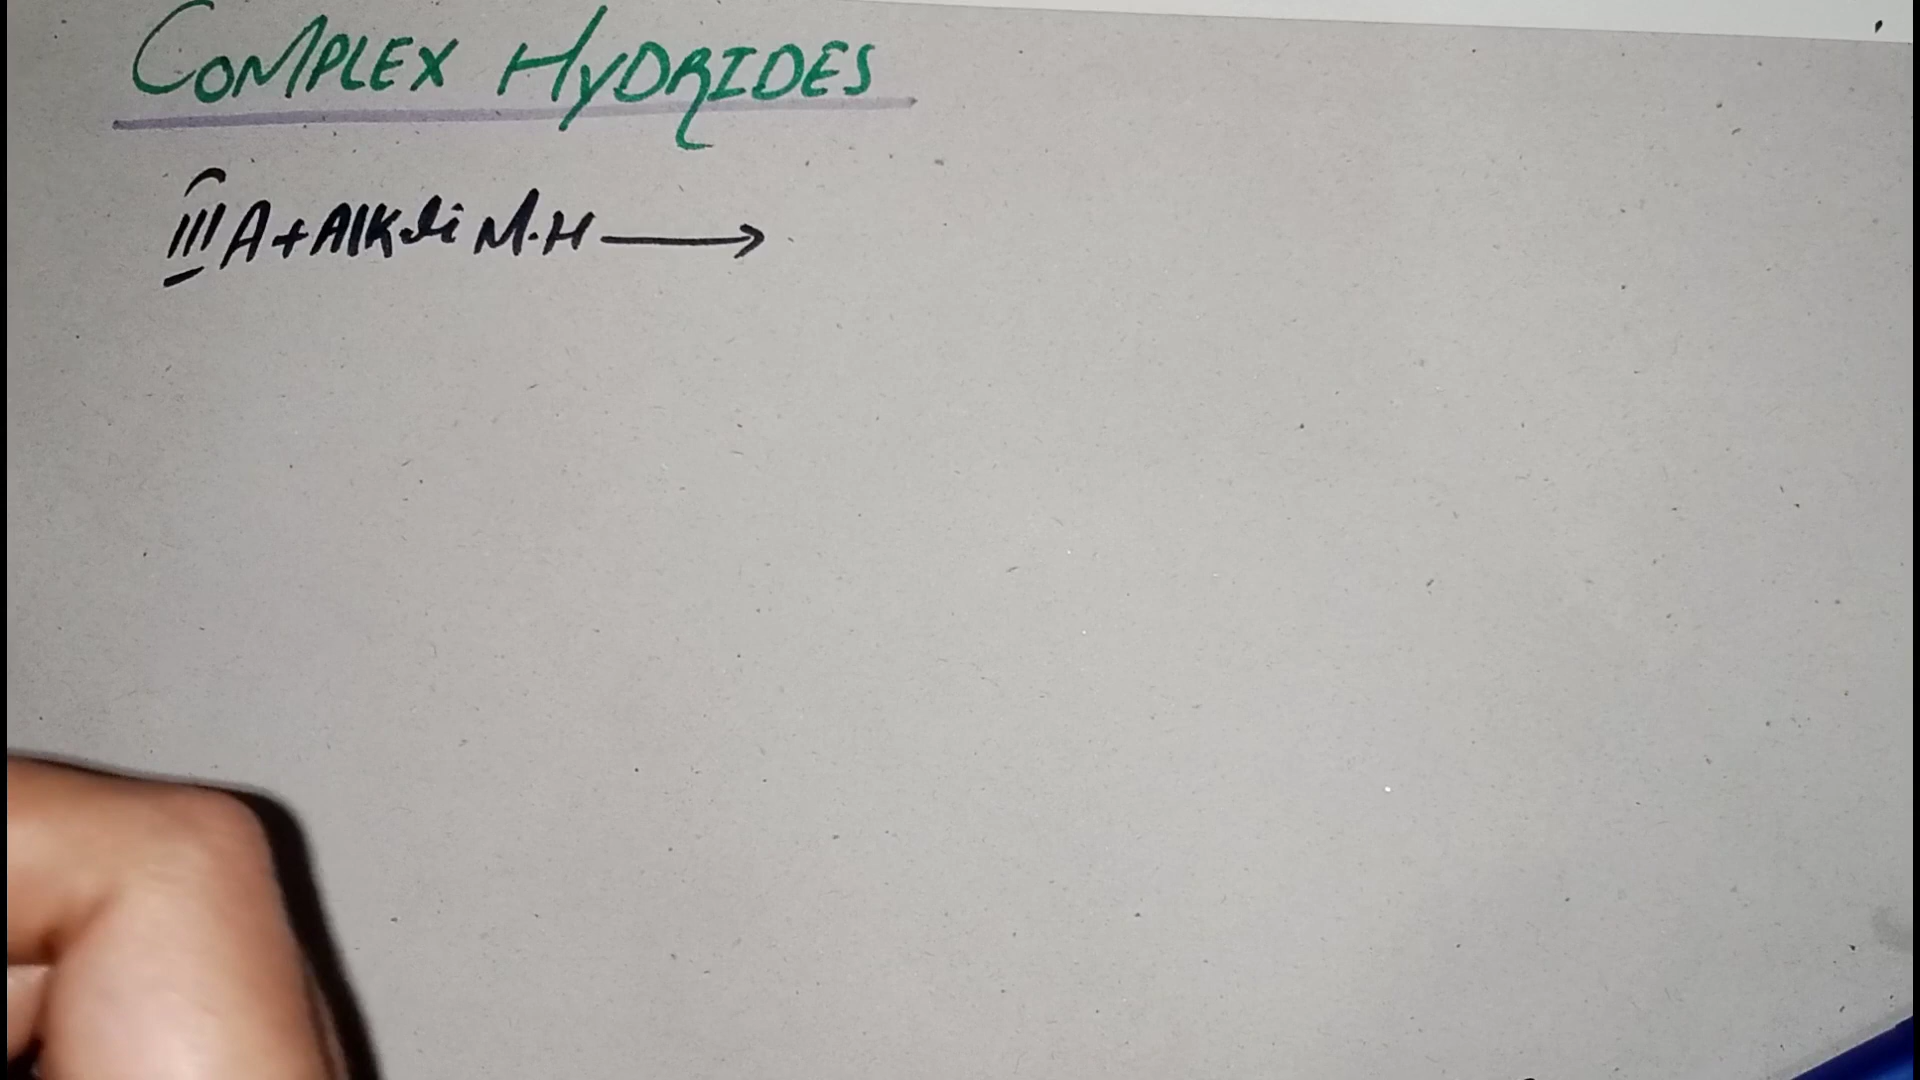 COMPLEX HYDRIDES
III A + Alkali M.H ⟶